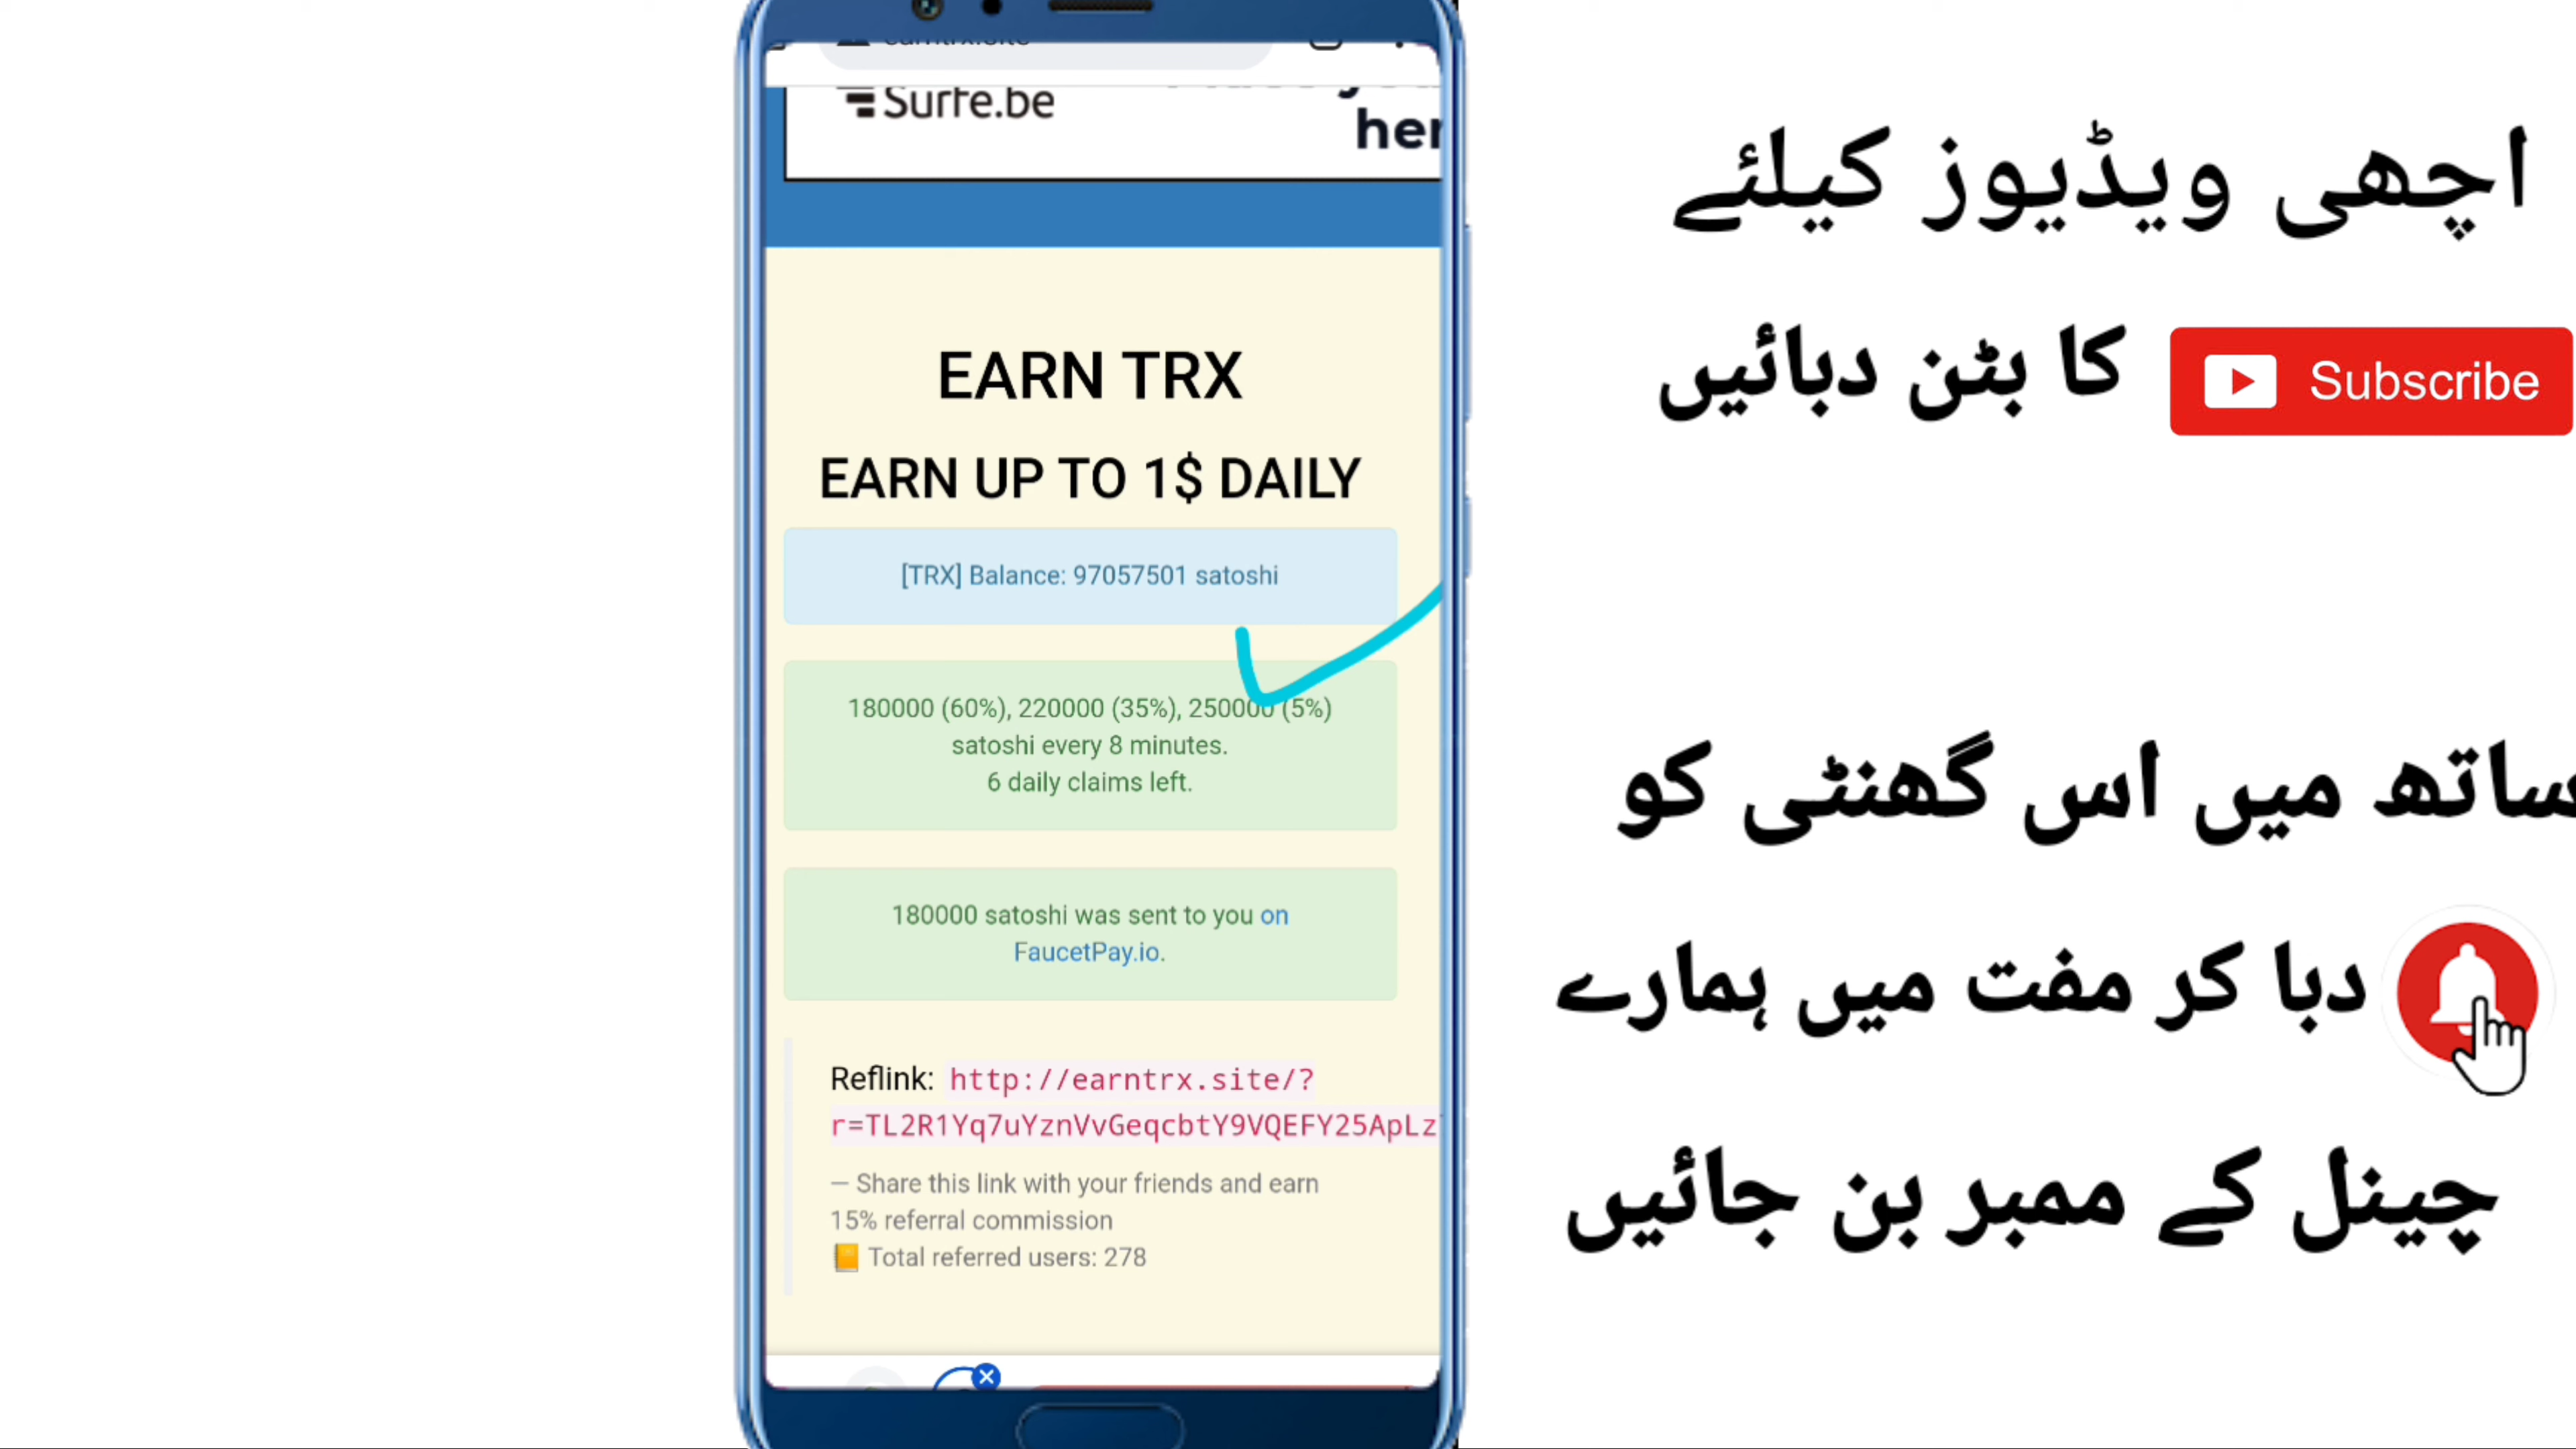 Surfe.be
her
EARN TRX
EARN UP TO 1$ DAILY
[TRX] Balance: 97057501 satoshi
180000 (60%), 220000 (35%), 250000 (5%)
satoshi every 8 minutes.
6 daily claims left.
180000 satoshi was sent to you on
FaucetPay.io.
Reflink: http://earntrx.site/?
r=TL2R1Yq7uYznVvGeqcbtY9VQEFY25ApLz
— Share this link with your friends and earn
15% referral commission
Total referred users: 278
اچھی ویڈیوز کیلئے
Subscribe کا بٹن دبائیں
ساتھ میں اس گھنٹی کو
دبا کر مفت میں ہمارے
چینل کے ممبر بن جائیں